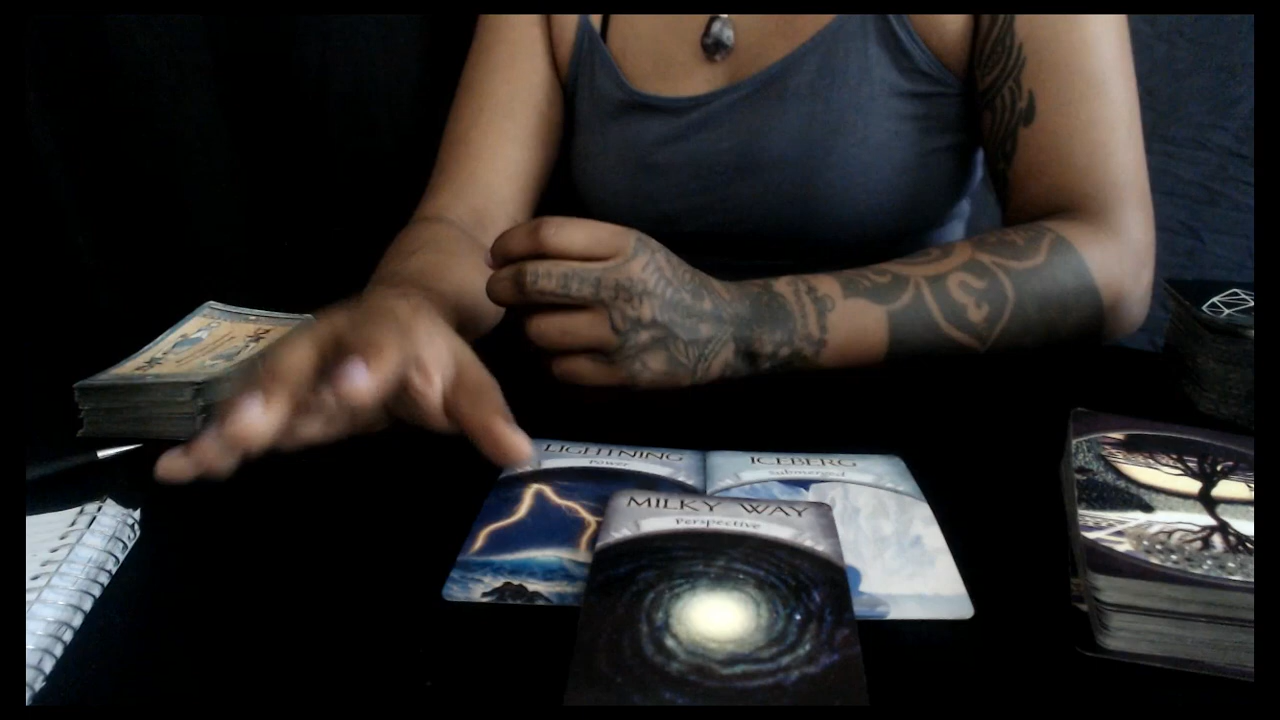 LIGHTNING
Power
ICEBERG
Submerged
MILKY WAY
Perspective